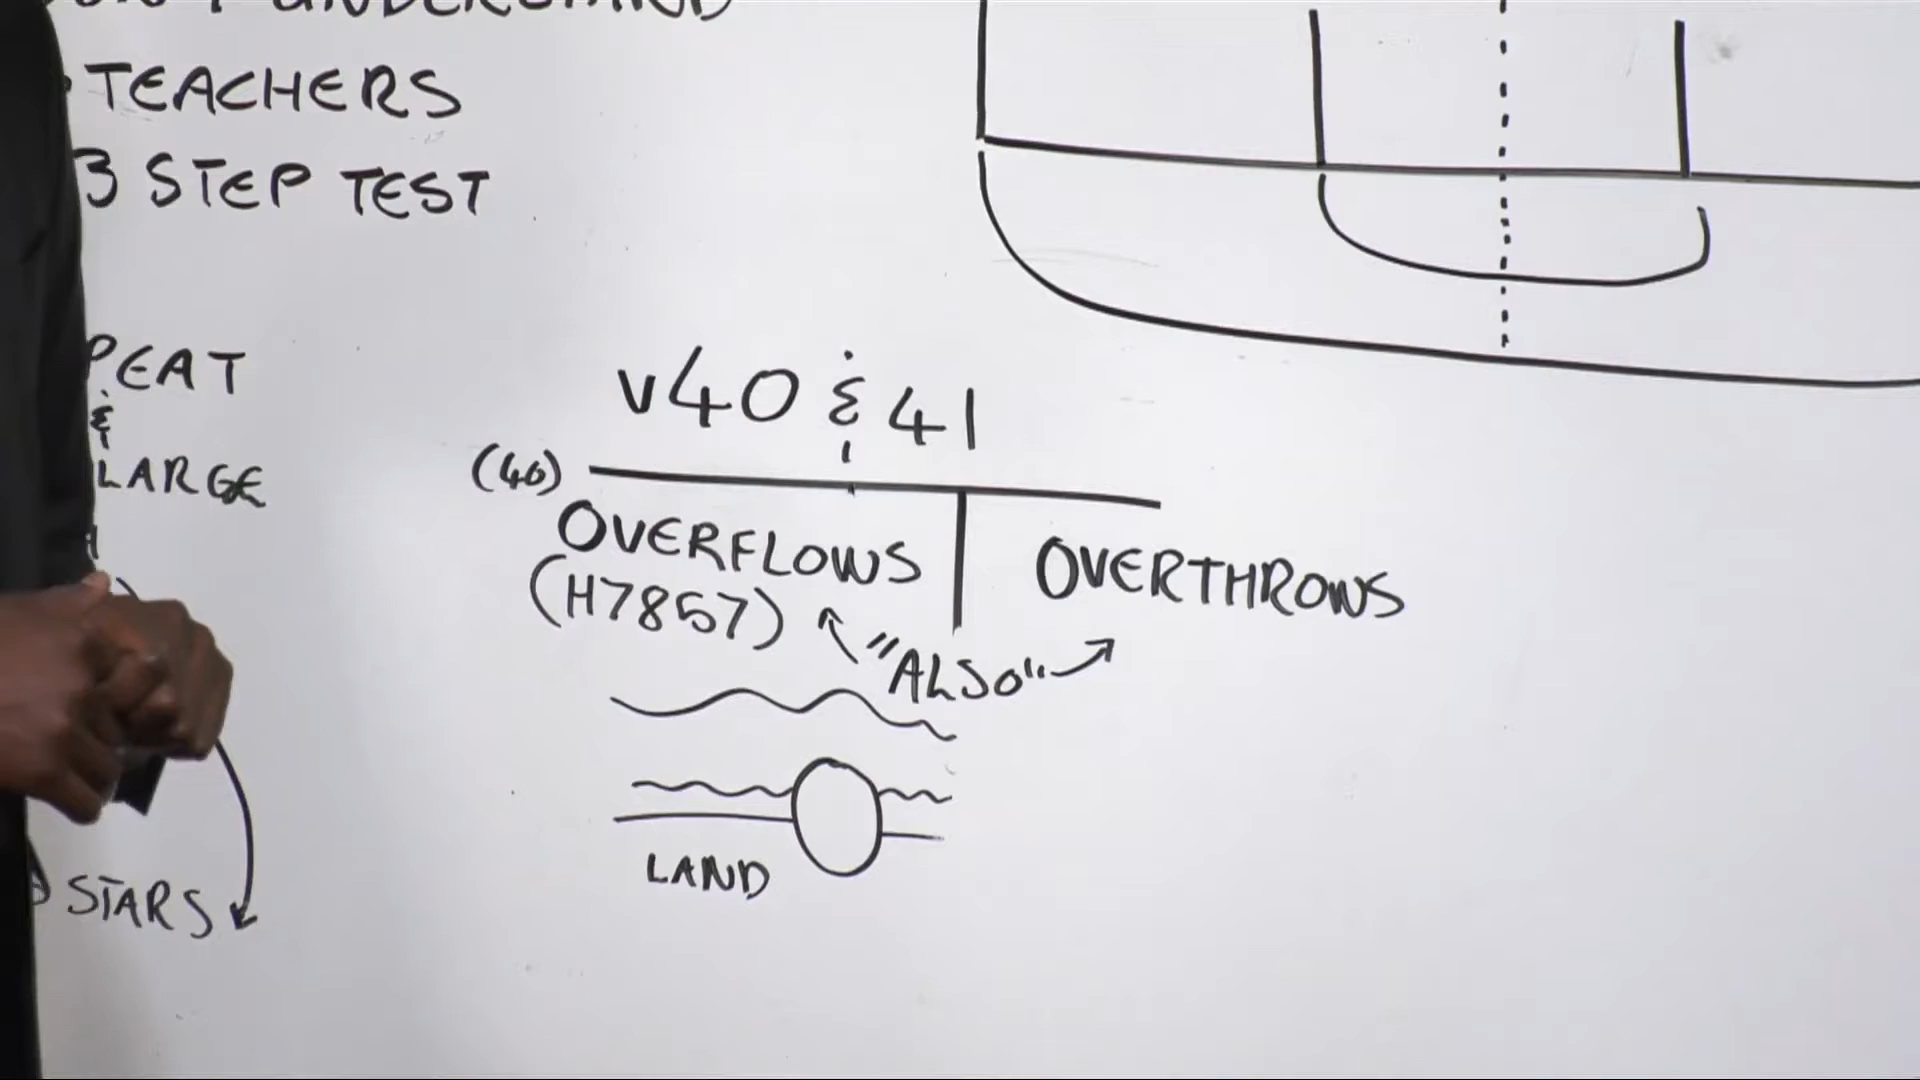 TEACHERS
3 STEP TEST
PEAT
&
LARGE
STARS
v40 & 41
(40)
OVERFLOWS
(H7857)
OVERTHROWS
"ALSO"
LAND